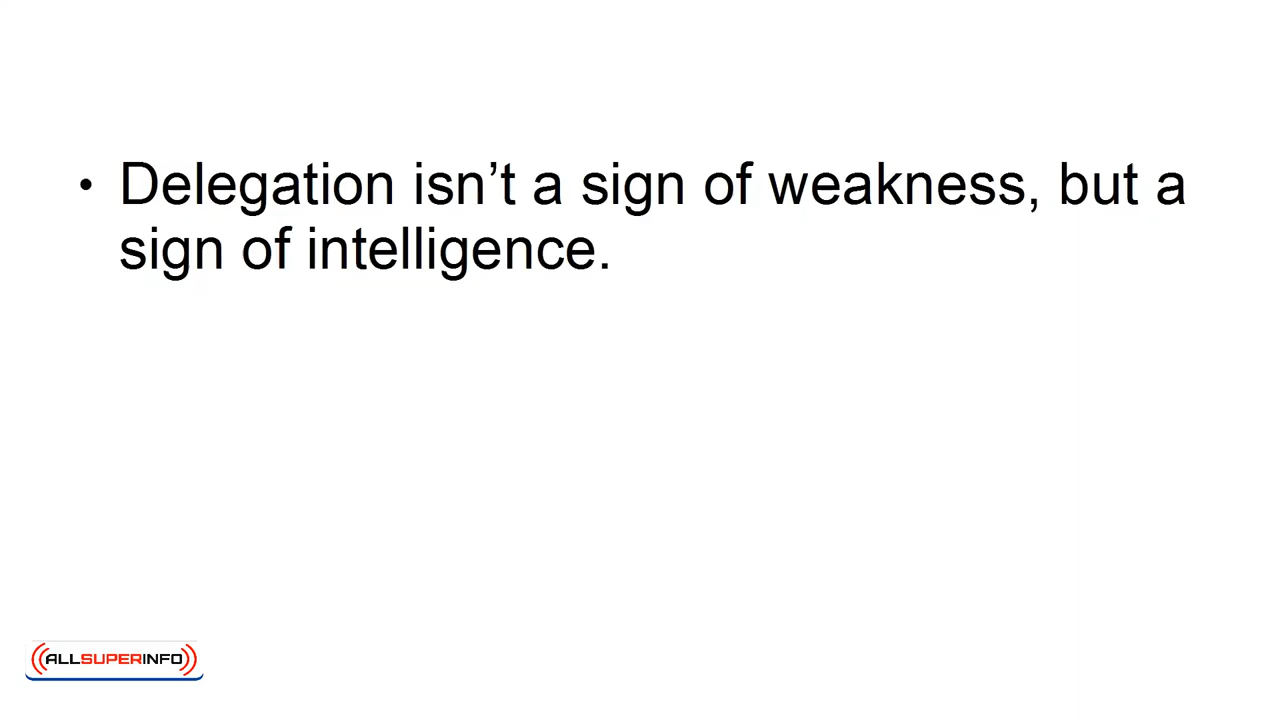 • Delegation isn’t a sign of weakness, but a
sign of intelligence.
ALLSUPERINFO